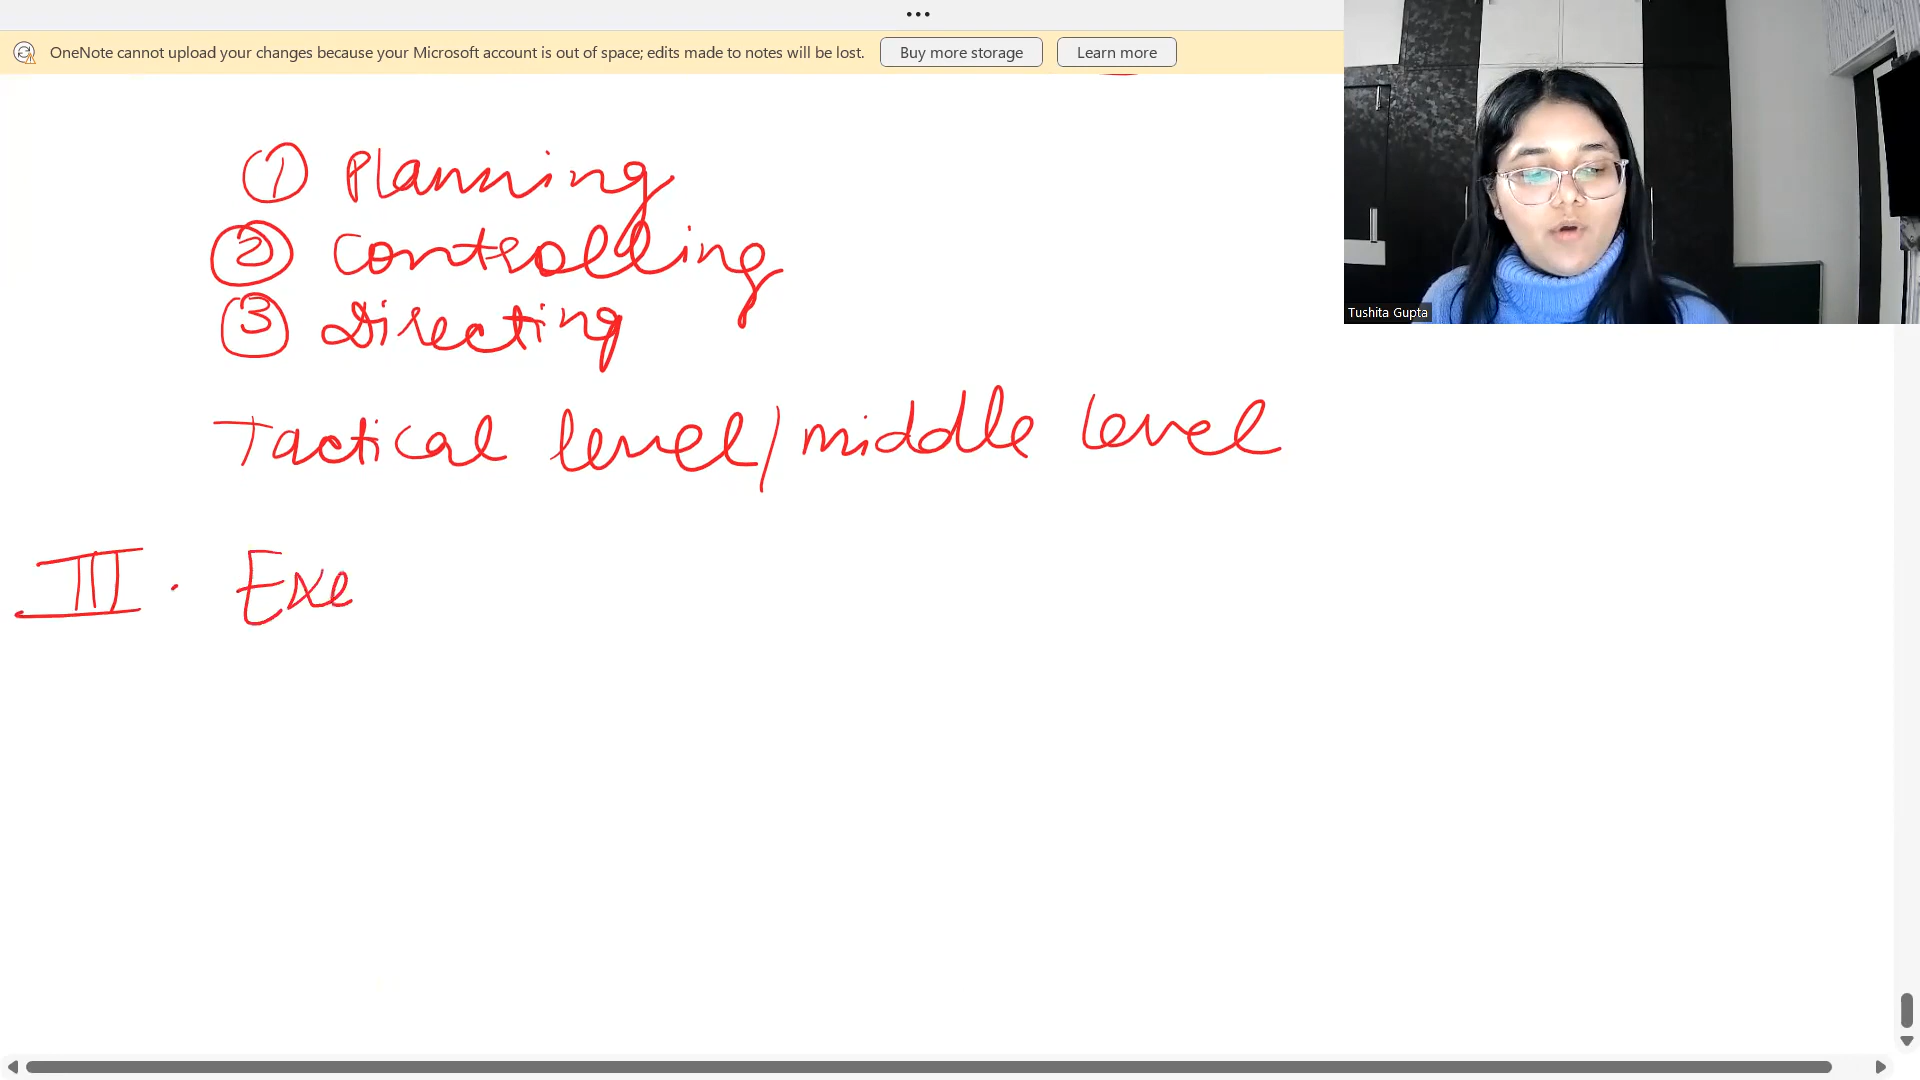 OneNote cannot upload your changes because your Microsoft account is out of space; edits made to notes will be lost. Buy more storage Learn more
Tushita Gupta
① Planning
② Controlling
③ Directing
Tactical level/middle level
III. Exe